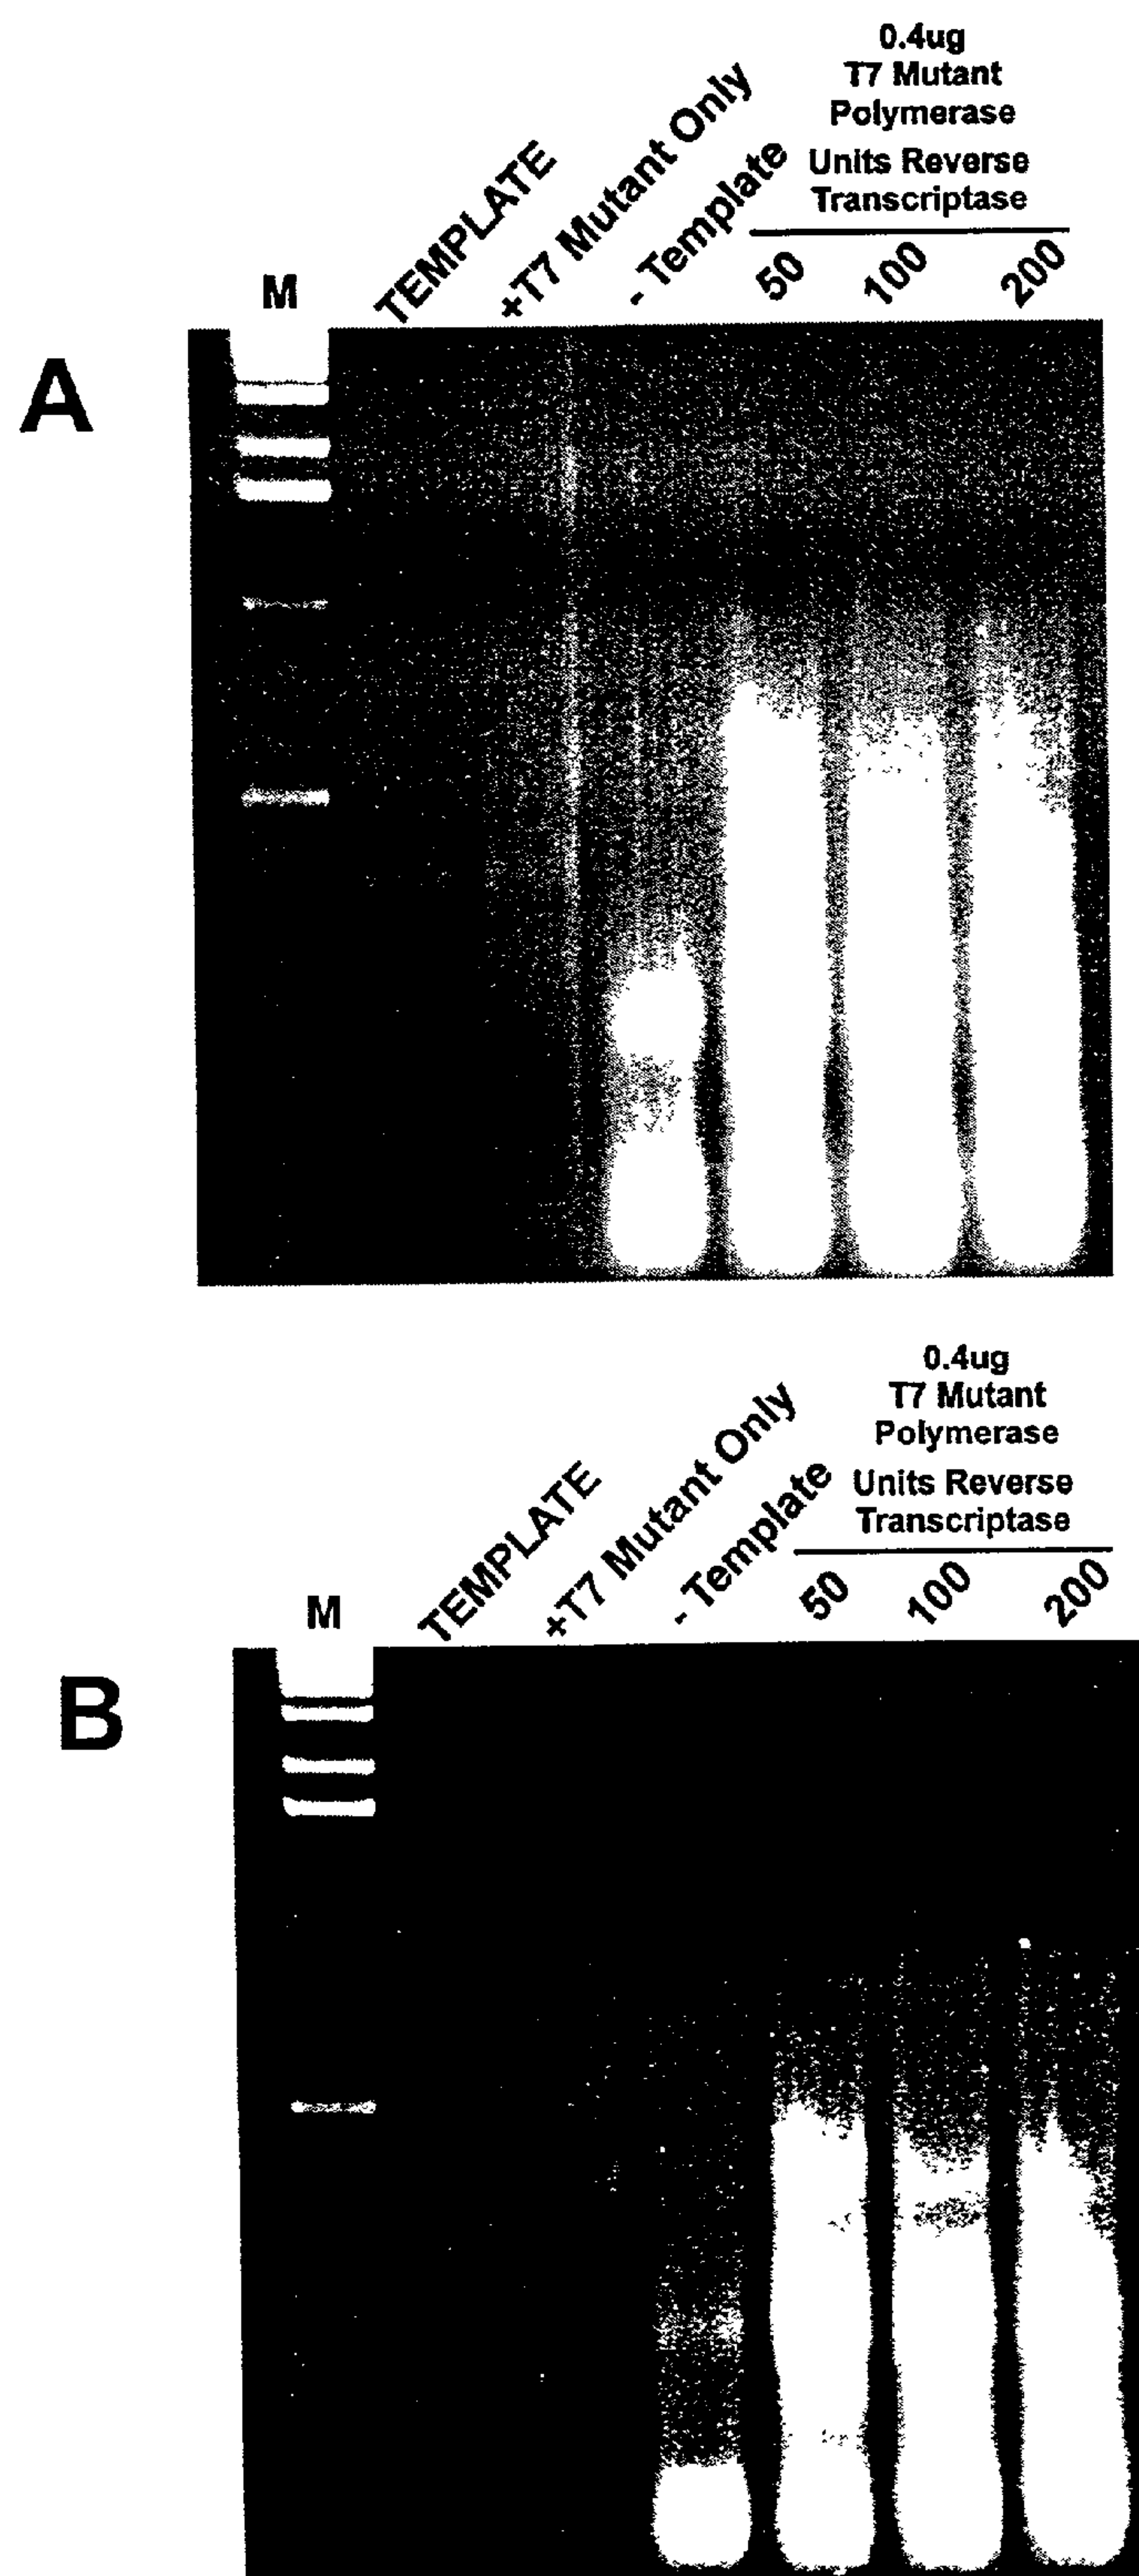 0.4ug
T7 Mutant
Polymerase
Units Reverse
Transcriptase
M
TEMPLATE
+T7 Mutant Only
- Template
50
100
200
A
0.4ug
T7 Mutant
Polymerase
Units Reverse
Transcriptase
M
TEMPLATE
+T7 Mutant Only
- Template
50
100
200
B